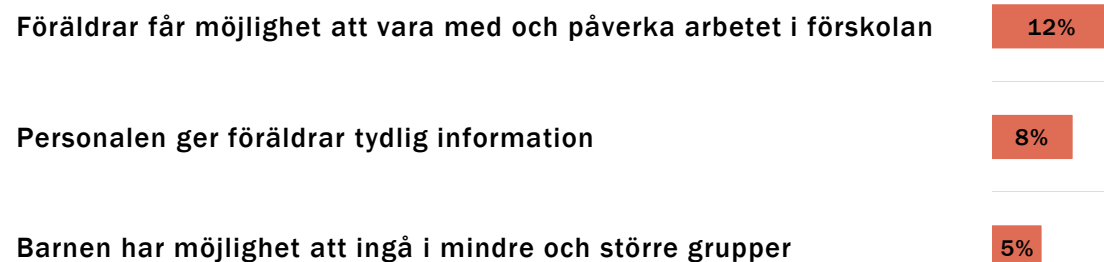 Föräldrar får möjlighet att vara med och påverka arbetet i förskolan 12%
Personalen ger föräldrar tydlig information 8%
Barnen har möjlighet att ingå i mindre och större grupper 5%